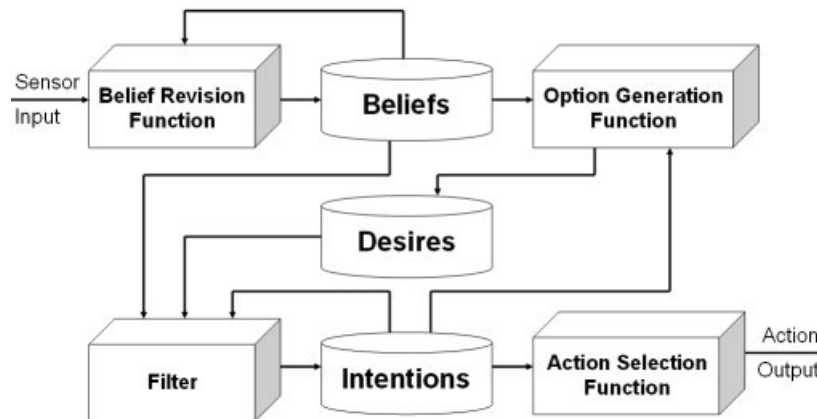 Sensor
Input
Belief Revision
Function
Beliefs
Option Generation
Function
Desires
Filter
Intentions
Action Selection
Function
Action
Output